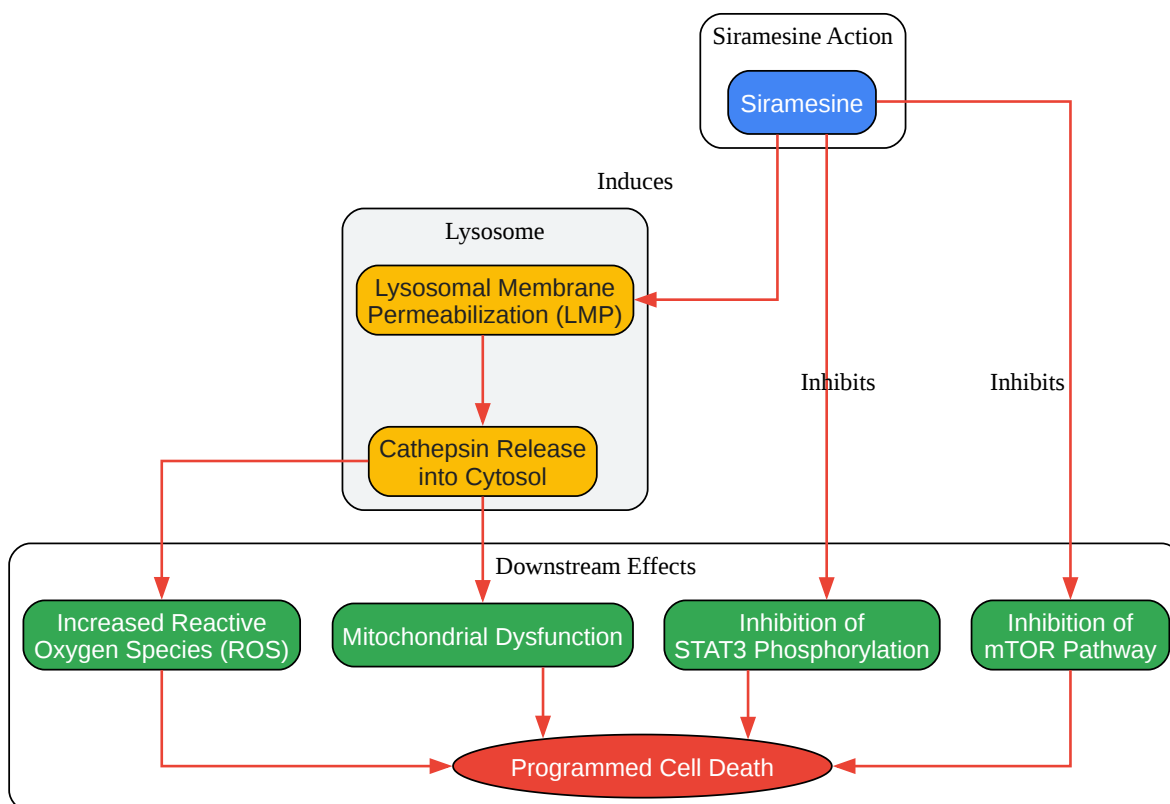 Siramesine Action
Siramesine
Induces
Lysosome
Lysosomal Membrane
Permeabilization (LMP)
Inhibits
Inhibits
Cathepsin Release
into Cytosol
Downstream Effects
Increased Reactive
Oxygen Species (ROS)
Mitochondrial Dysfunction
Inhibition of
STAT3 Phosphorylation
Inhibition of
mTOR Pathway
Programmed Cell Death